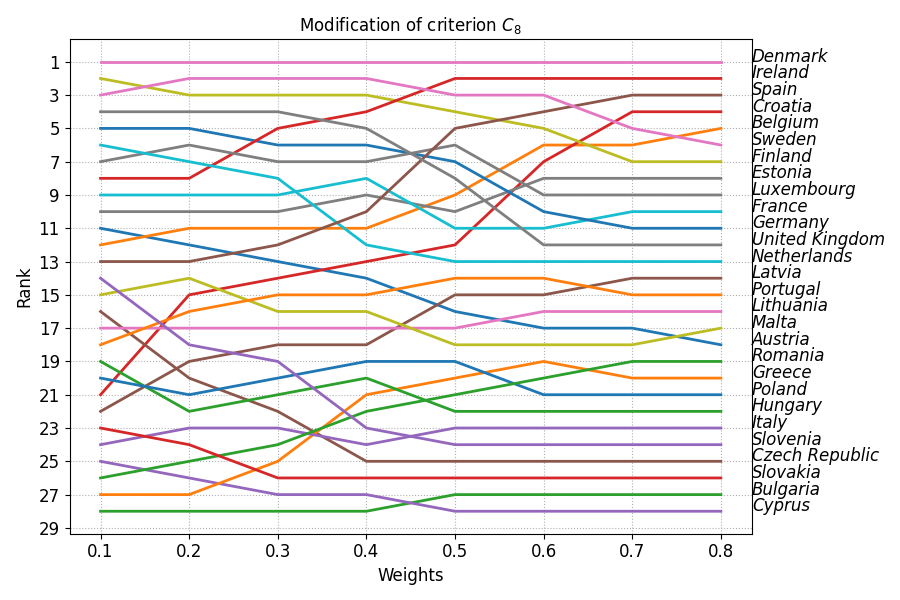 Modification of criterion C8
Rank
1
3
5
7
9
11
13
15
17
19
21
23
25
27
29
Denmark
Ireland
Spain
Croatia
Belgium
Sweden
Finland
Estonia
Luxembourg
France
Germany
United Kingdom
Netherlands
Latvia
Portugal
Lithuania
Malta
Austria
Romania
Greece
Poland
Hungary
Italy
Slovenia
Czech Republic
Slovakia
Bulgaria
Cyprus
0.1 0.2 0.3 0.4 0.5 0.6 0.7 0.8
Weights